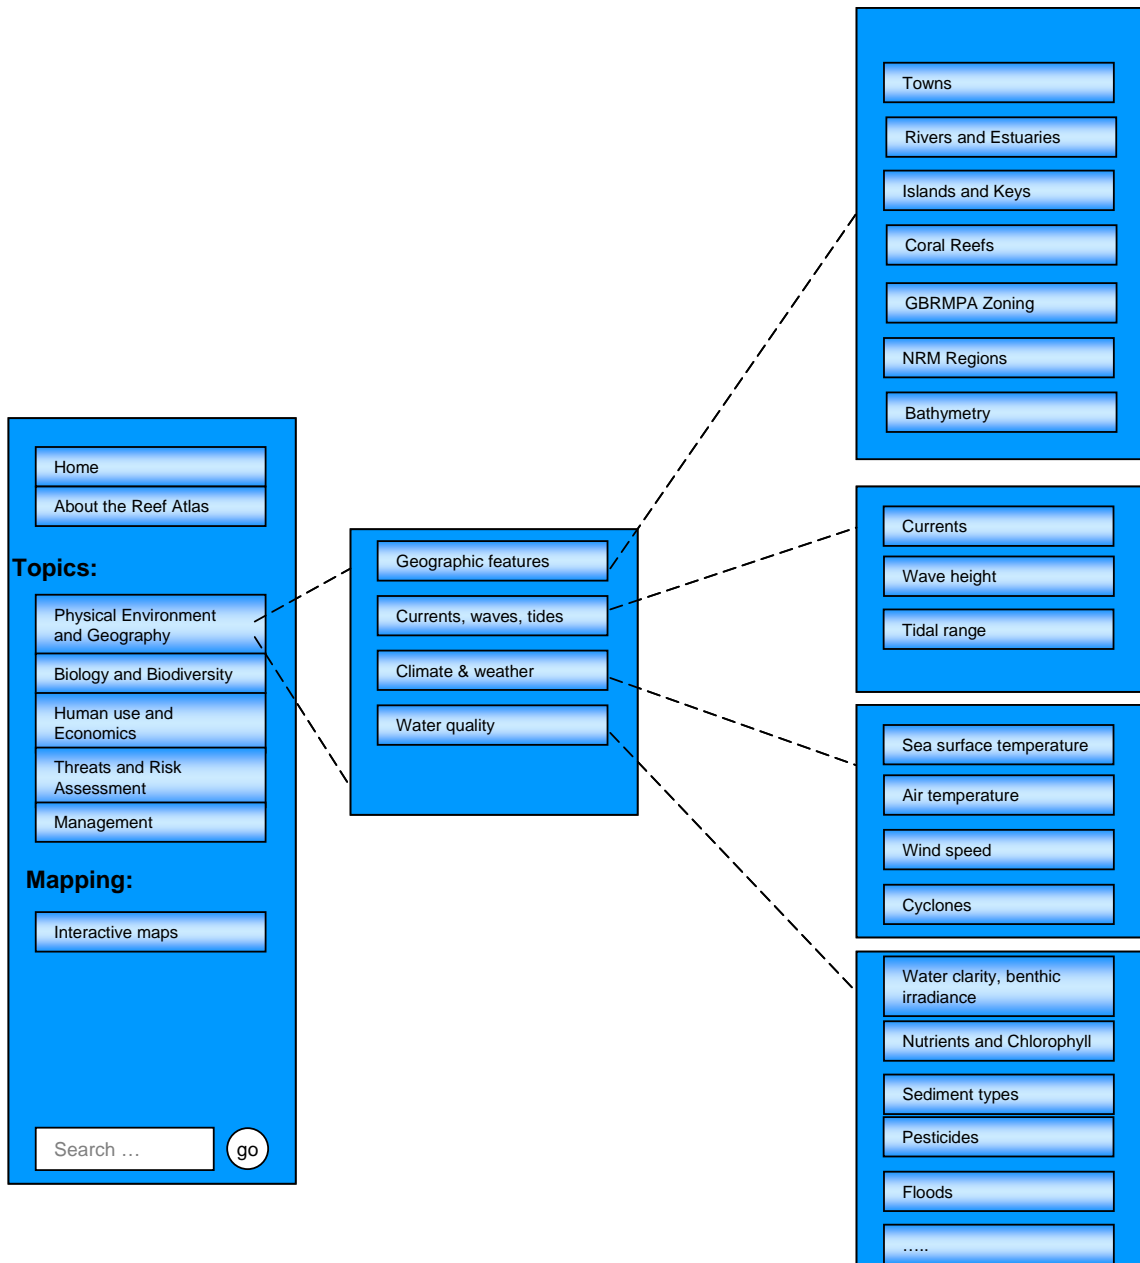 Home
About the Reef Atlas
Topics:
Physical Environment
and Geography
Biology and Biodiversity
Human use and
Economics
Threats and Risk
Assessment
Management
Mapping:
Interactive maps
Search …
go
Geographic features
Currents, waves, tides
Climate & weather
Water quality
Towns
Rivers and Estuaries
Islands and Keys
Coral Reefs
GBRMPA Zoning
NRM Regions
Bathymetry
Currents
Wave height
Tidal range
Sea surface temperature
Air temperature
Wind speed
Cyclones
Water clarity, benthic
irradiance
Nutrients and Chlorophyll
Sediment types
Pesticides
Floods
…..